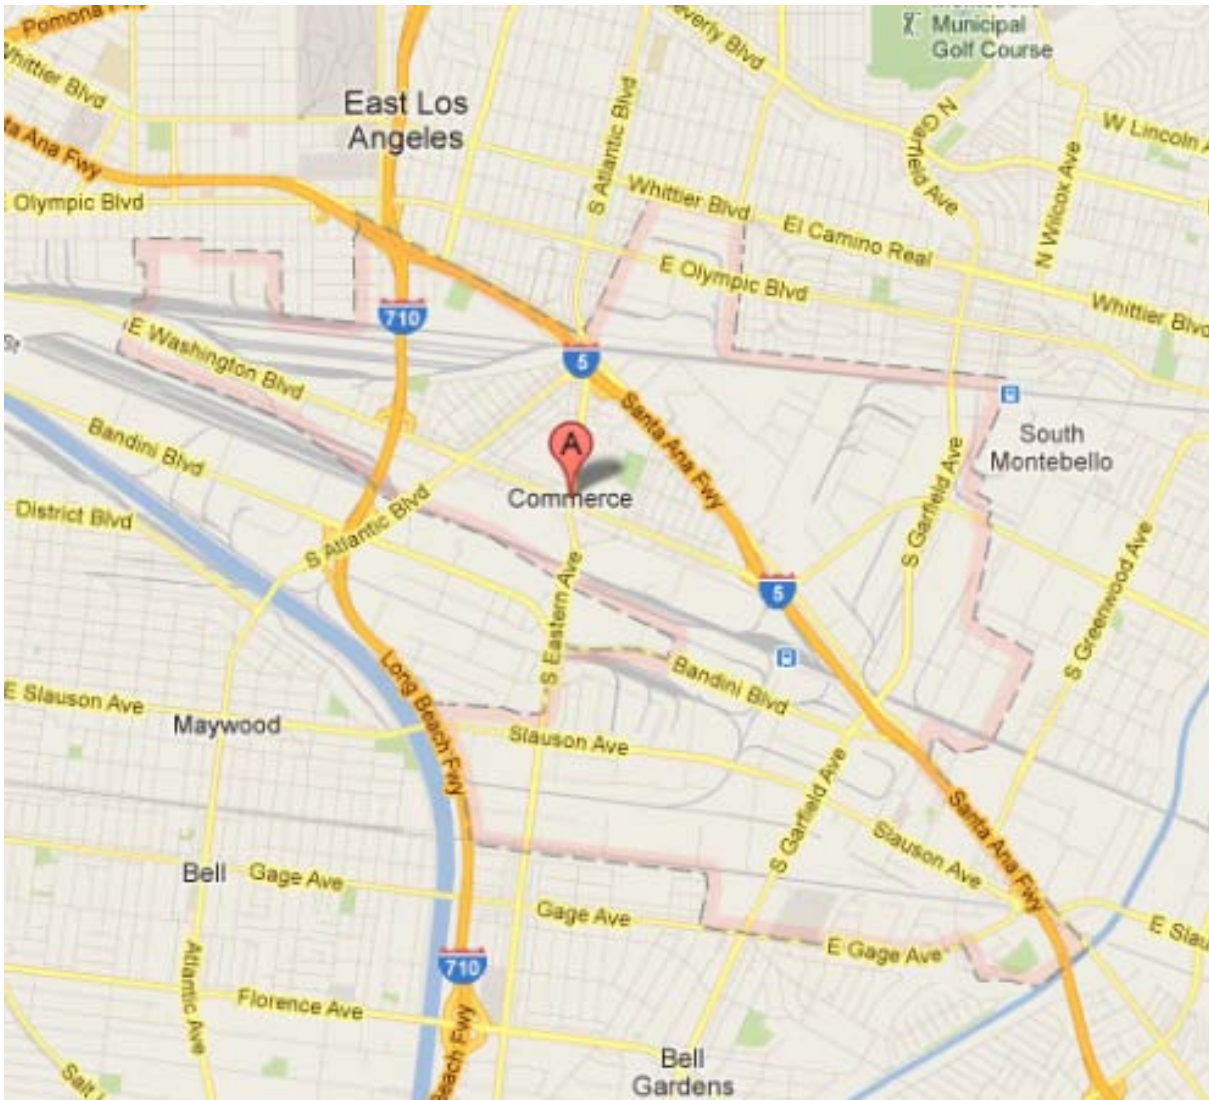 Pomona Fwy
Municipal
Golf Course
Beverly Blvd
Whittier Blvd
East Los
Angeles
S Atlantic Blvd
N Garfield Ave
W Lincoln
Santa Ana Fwy
Whittier Blvd
N Wilcox Ave
E Olympic Blvd
El Camino Real
E Olympic Blvd
Whittier Blvd
710
E Washington Blvd
St
5
Santa Ana Fwy
Bandini Blvd
A
South
Montebello
Commerce
District Blvd
S Atlantic Blvd
S Garfield Ave
S Greenwood Ave
5
S Eastern Ave
Long Beach Fwy
Bandini Blvd
E Slauson Ave
Maywood
Slauson Ave
S Garfield Ave
Santa Ana Fwy
Slauson Ave
Bell
Gage Ave
Gage Ave
E Gage Ave
E Slau
Atlantic Ave
710
Florence Ave
Beach Fwy
Bell
Gardens
Salt